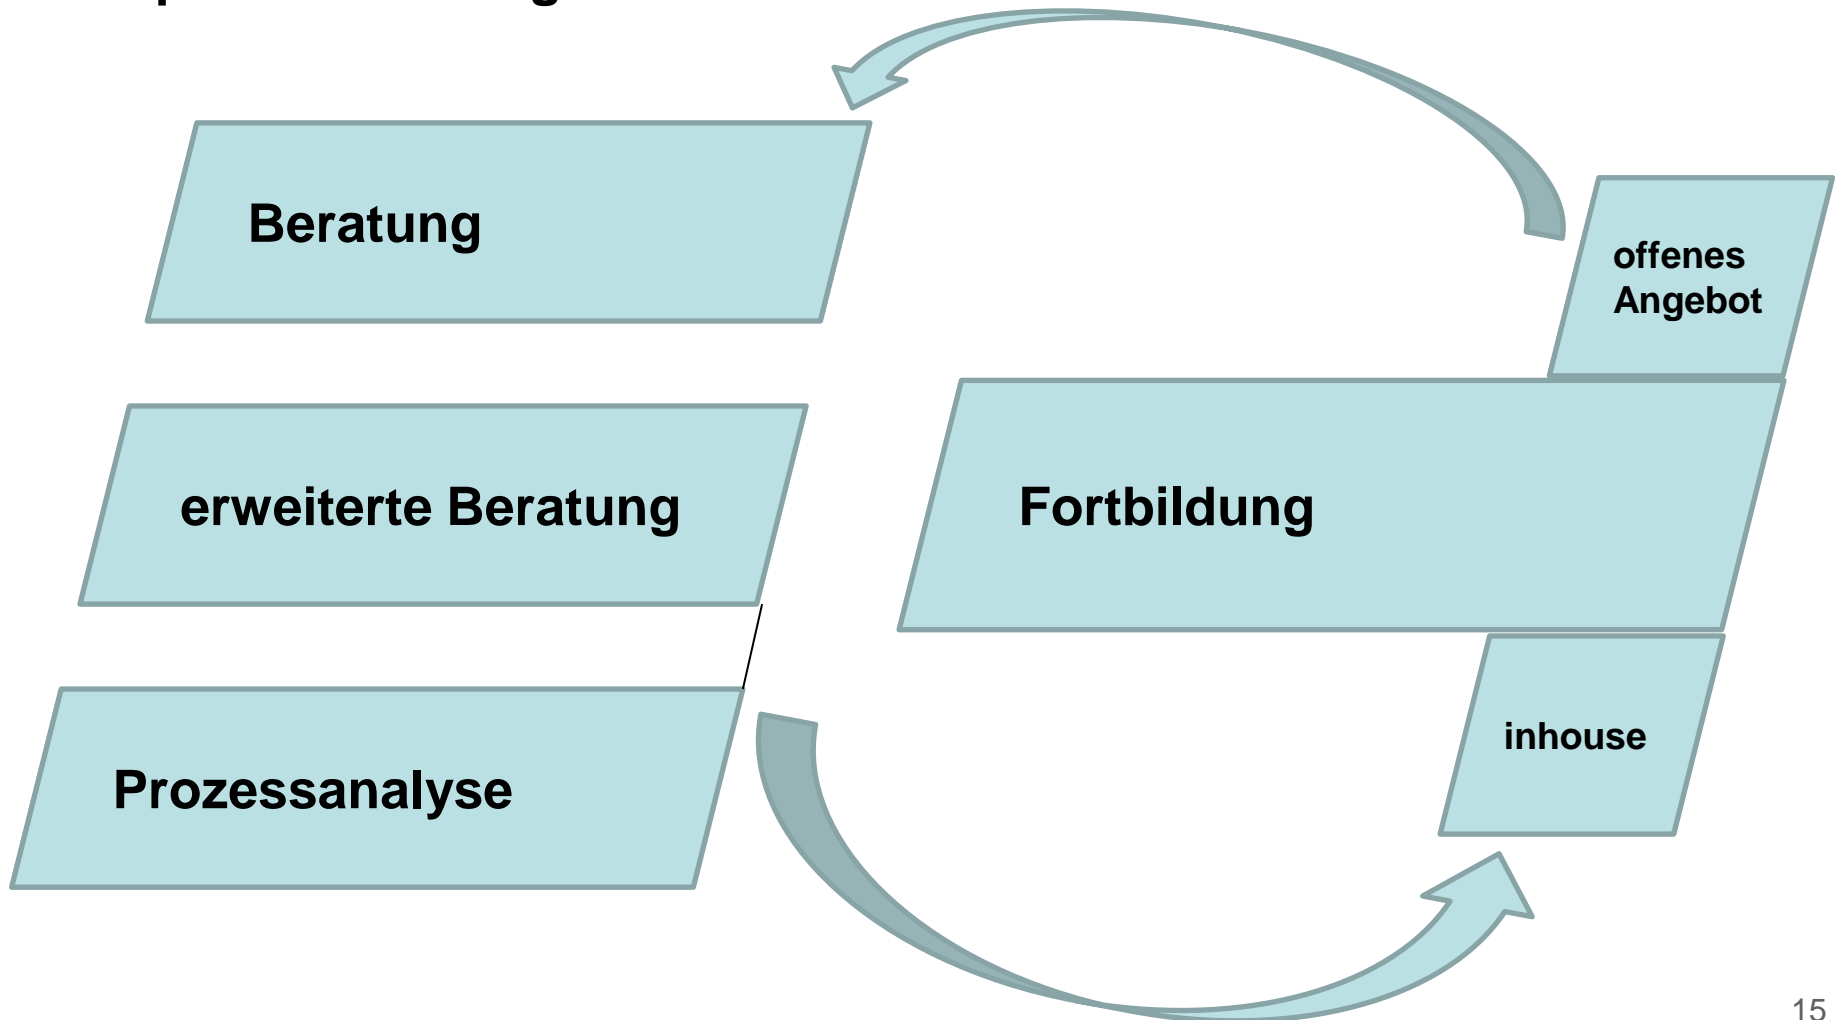 Beratung
offenes
Angebot
erweiterte Beratung
Fortbildung
inhouse
Prozessanalyse
15